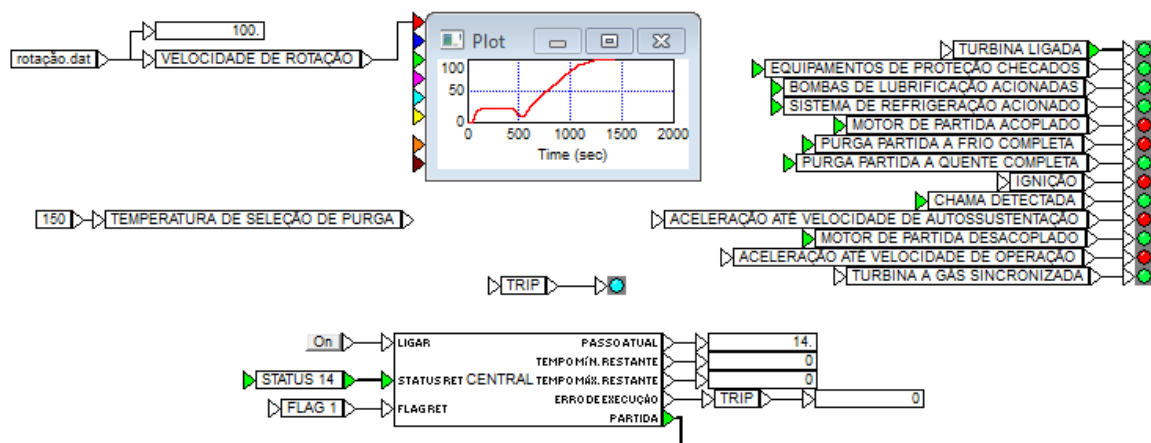 100.
rotação.dat
VELOCIDADE DE ROTAÇÃO
Plot
100
50
0
0
500
1000
1500
2000
Time (sec)
TURBINA LIGADA
EQUIPAMENTOS DE PROTEÇÃO CHECADOS
BOMBAS DE LUBRIFICAÇÃO ACIONADAS
SISTEMA DE REFRIGERAÇÃO ACIONADO
MOTOR DE PARTIDA ACOPLADO
PURGA PARTIDA A FRIO COMPLETA
PURGA PARTIDA A QUENTE COMPLETA
IGNIÇÃO
CHAMA DETECTADA
ACELERAÇÃO ATÉ VELOCIDADE DE AUTOSSUSTENTAÇÃO
MOTOR DE PARTIDA DESACOPLADO
ACELERAÇÃO ATÉ VELOCIDADE DE OPERAÇÃO
TURBINA A GÁS SINCRONIZADA
150
TEMPERATURA DE SELEÇÃO DE PURGA
TRIP
On
LIGAR
PASSO ATUAL
14.
TEMPO MÍN. RESTANTE
0
STATUS 14
STATUS RET
CENTRAL
TEMPO MÁX. RESTANTE
0
ERRO DE EXECUÇÃO
TRIP
0
FLAG 1
FLAG RET
PARTIDA